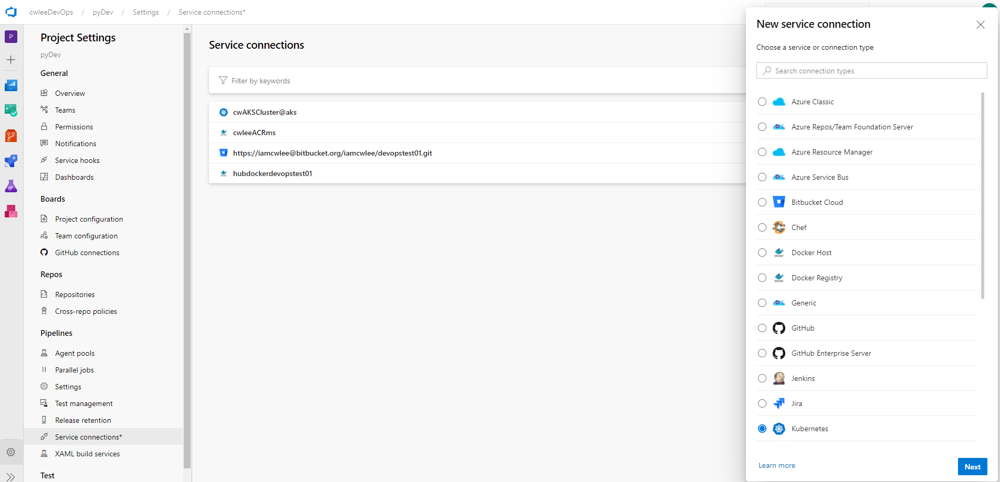 cwleeDevOps / pyDev / Settings / Service connections*
P
Project Settings
pyDev
General
Overview
Teams
Permissions
Notifications
Service hooks
Dashboards
Boards
Project configuration
Team configuration
GitHub connections
Repos
Repositories
Cross-repo policies
Pipelines
Agent pools
Parallel jobs
Settings
Test management
Release retention
Service connections*
XAML build services
Test
Service connections
Filter by keywords
cwAKSCluster@aks
cwleeACRms
https://iamcwlee@bitbucket.org/iamcwlee/devopstest01.git
hubdockerdevopstest01
New service connection
Choose a service or connection type
Search connection types
Azure Classic
Azure Repos/Team Foundation Server
Azure Resource Manager
Azure Service Bus
Bitbucket Cloud
Chef
docker Docker Host
docker Docker Registry
Generic
GitHub
GitHub Enterprise Server
Jenkins
Jira
Kubernetes
Learn more
Next